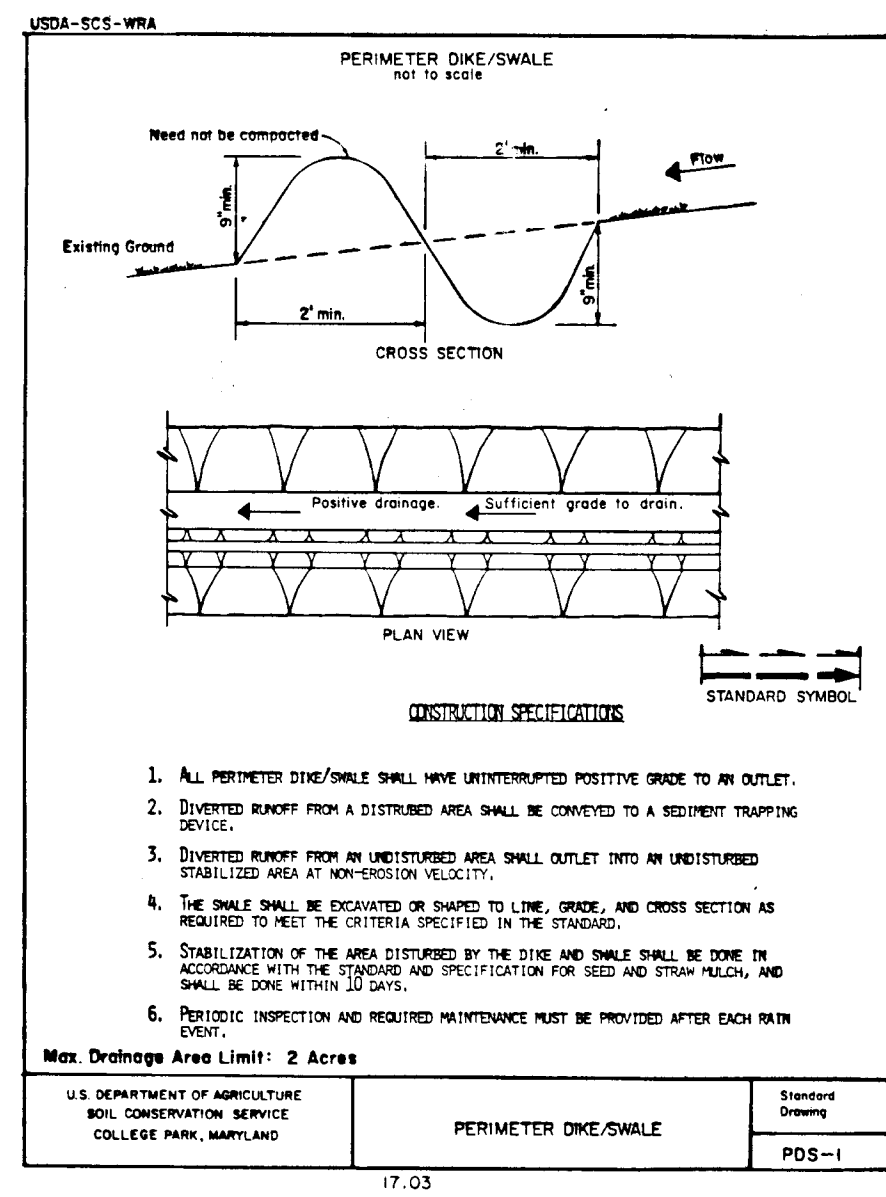 USDA-SCS-WRA
PERIMETER DIKE/SWALE
not to scale
Need not be compacted
2' min.
Flow
9" min.
Existing Ground
9" min.
2' min.
CROSS SECTION
Positive drainage.
Sufficient grade to drain.
PLAN VIEW
STANDARD SYMBOL
CONSTRUCTION SPECIFICATIONS
1. ALL PERIMETER DIKE/SWALE SHALL HAVE UNINTERRUPTED POSITIVE GRADE TO AN OUTLET.
2. DIVERTED RUNOFF FROM A DISTRUBED AREA SHALL BE CONVEYED TO A SEDIMENT TRAPPING
DEVICE.
3. DIVERTED RUNOFF FROM AN UNDISTURBED AREA SHALL OUTLET INTO AN UNDISTURBED
STABILIZED AREA AT NON-EROSION VELOCITY.
4. THE SWALE SHALL BE EXCAVATED OR SHAPED TO LINE, GRADE, AND CROSS SECTION AS
REQUIRED TO MEET THE CRITERIA SPECIFIED IN THE STANDARD.
5. STABILIZATION OF THE AREA DISTURBED BY THE DIKE AND SWALE SHALL BE DONE IN
ACCORDANCE WITH THE STANDARD AND SPECIFICATION FOR SEED AND STRAW MULCH, AND
SHALL BE DONE WITHIN 10 DAYS.
6. PERIODIC INSPECTION AND REQUIRED MAINTENANCE MUST BE PROVIDED AFTER EACH RAIN
EVENT.
Max. Drainage Area Limit: 2 Acres
U.S. DEPARTMENT OF AGRICULTURE
SOIL CONSERVATION SERVICE
COLLEGE PARK, MARYLAND
PERIMETER DIKE/SWALE
Standard
Drawing
PDS-1
17.03